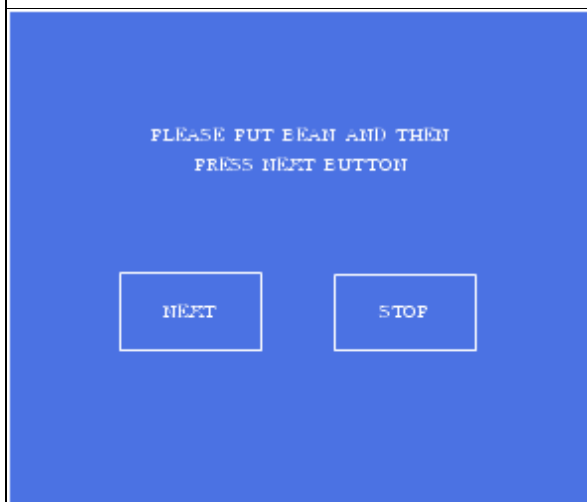 PLEASE PUT BEAN AND THEN
PRESS NEXT BUTTON
NEXT
STOP